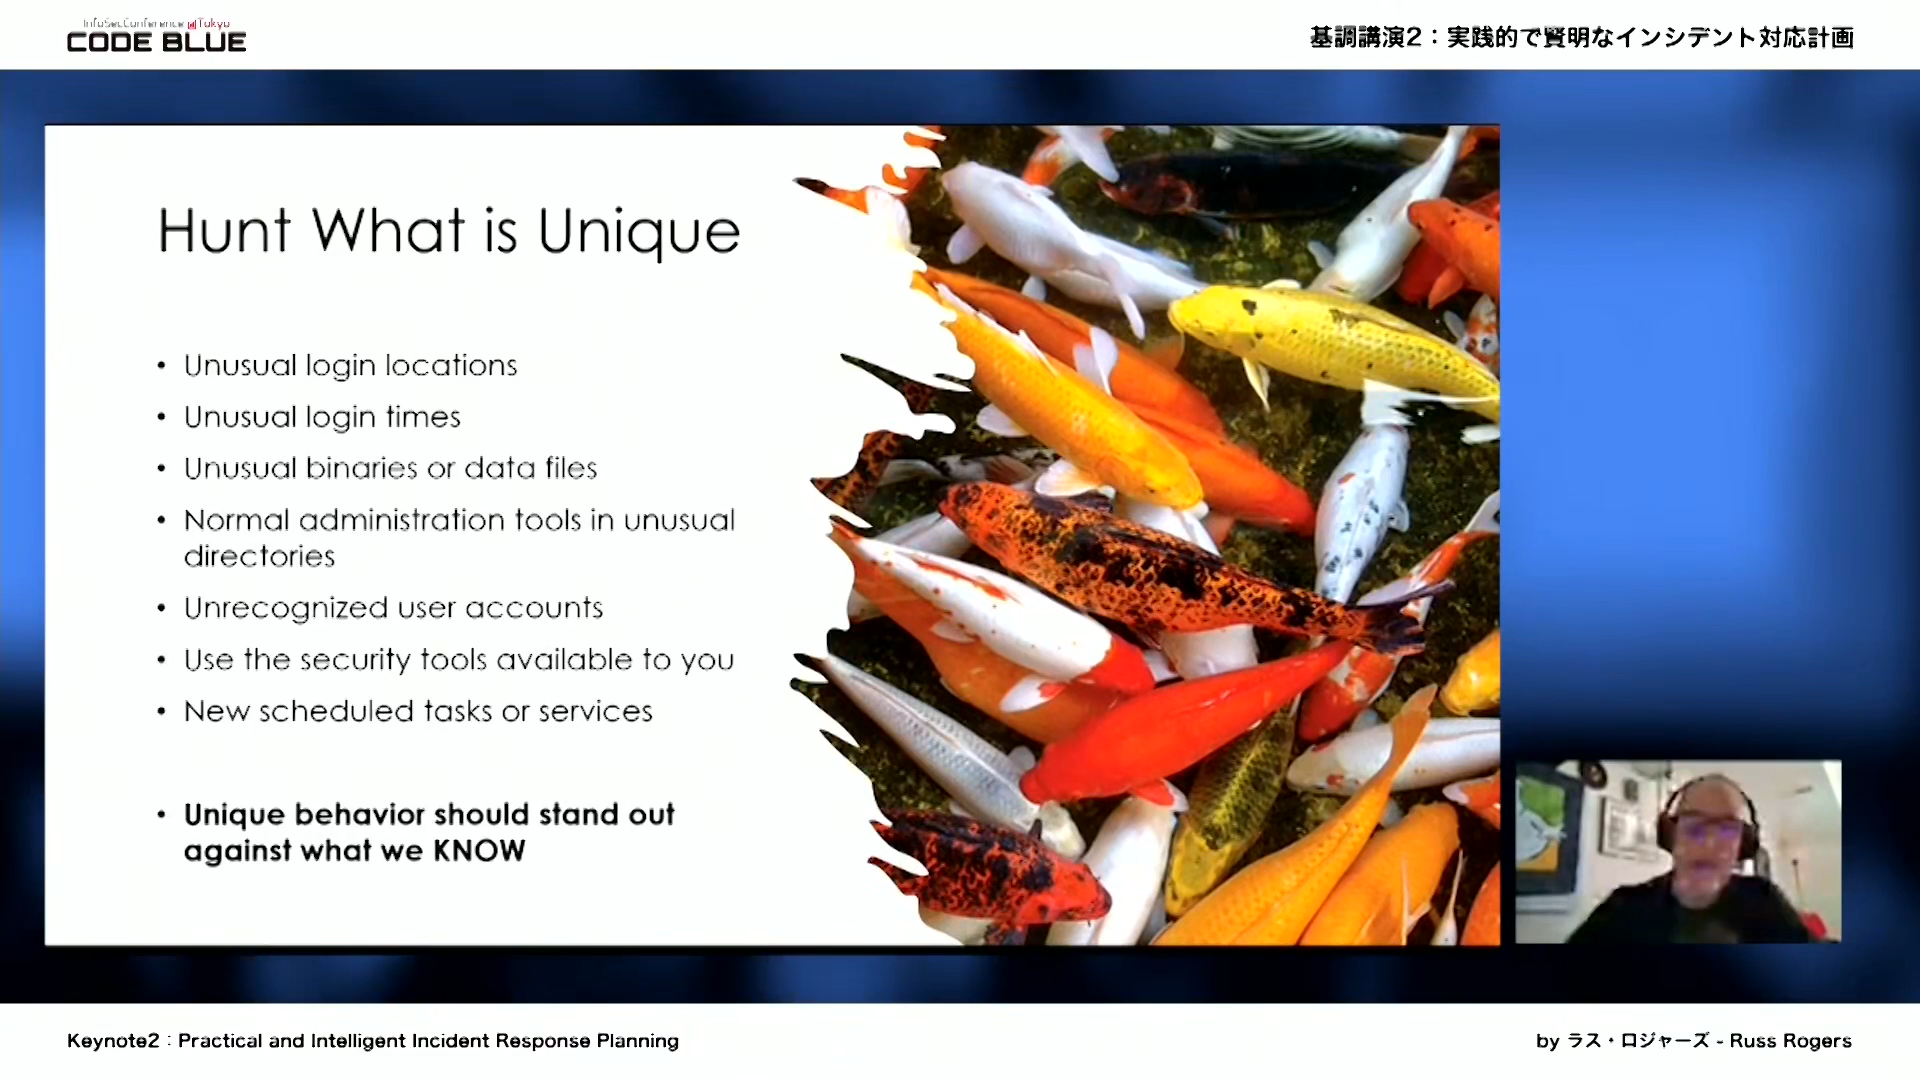 InfoSecConference @Tokyo
CODE BLUE
基調講演2：実践的で賢明なインシデント対応計画
Hunt What is Unique
• Unusual login locations
• Unusual login times
• Unusual binaries or data files
• Normal administration tools in unusual
directories
• Unrecognized user accounts
• Use the security tools available to you
• New scheduled tasks or services
• Unique behavior should stand out
against what we KNOW
Keynote2 : Practical and Intelligent Incident Response Planning
by ラス・ロジャーズ - Russ Rogers